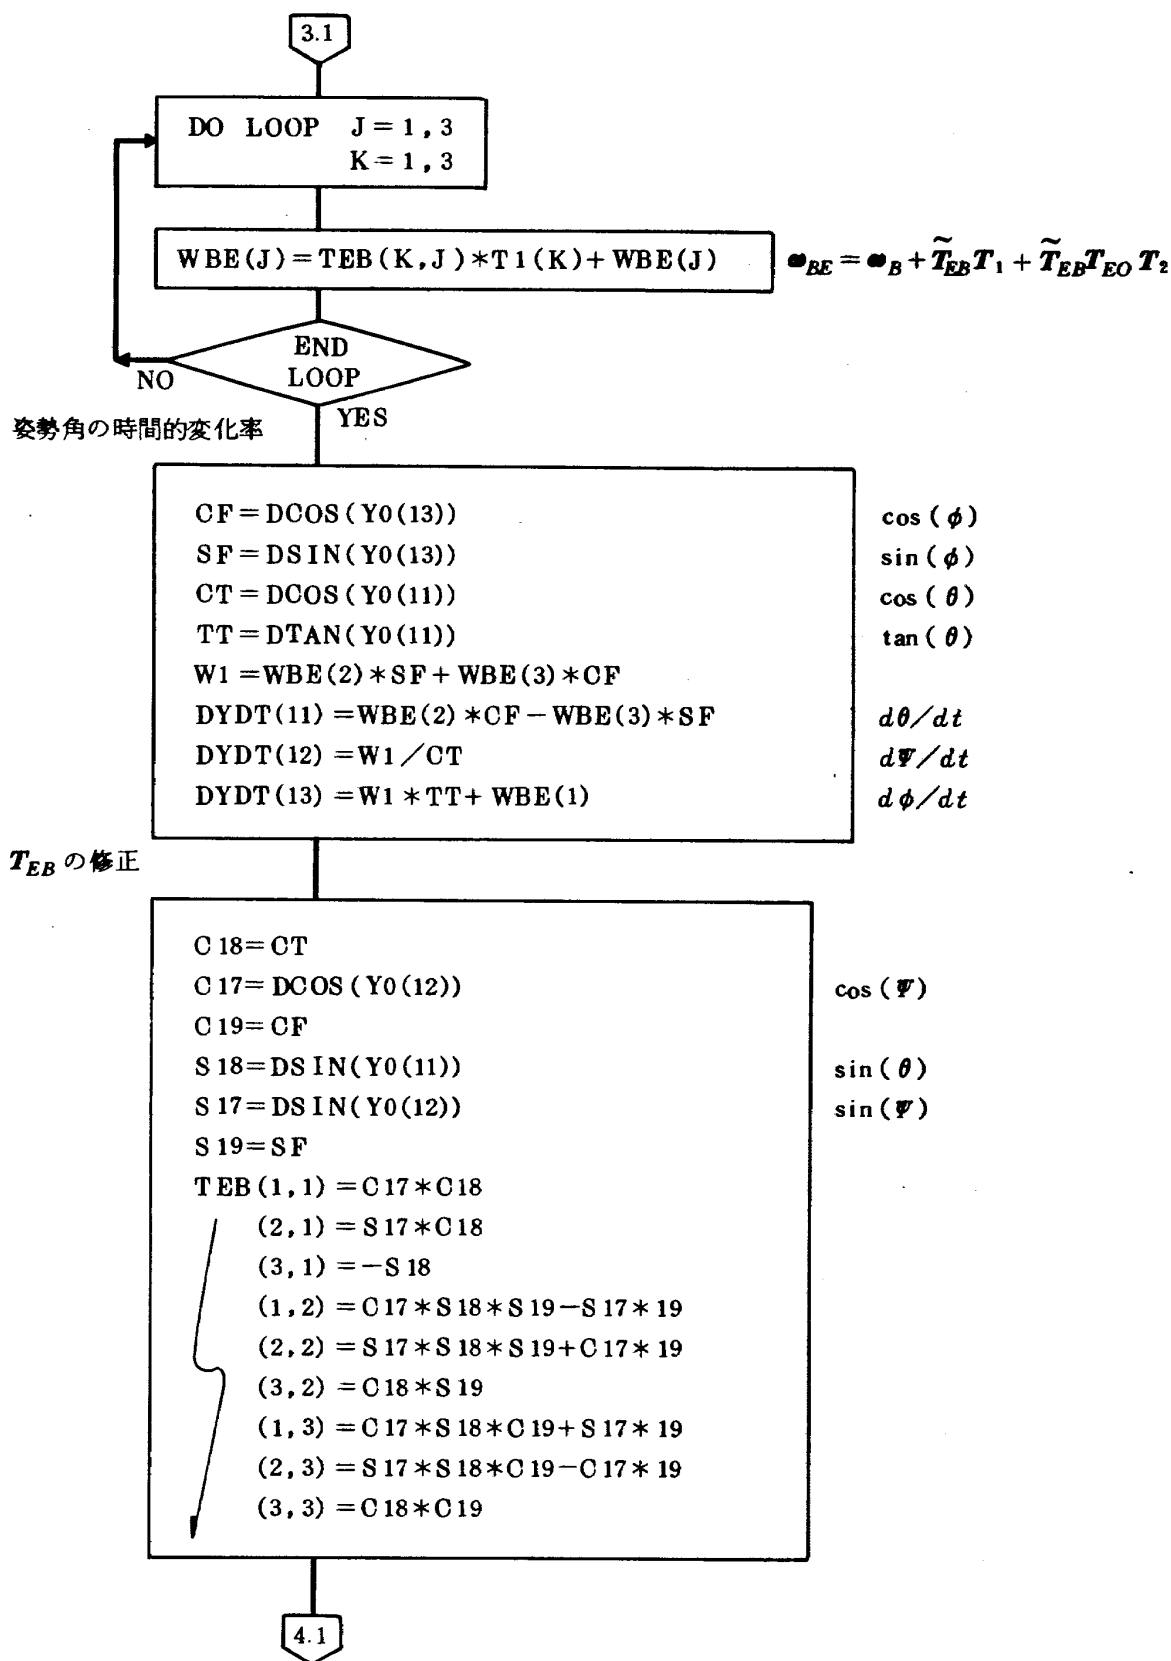 3.1
DO LOOP J=1,3
K=1,3
WBE(J)=TEB(K,J)*T1(K)+WBE(J) ω_BE = ω_B + T̃_EB T_1 + T̃_EB T_EO T_2
END
LOOP
NO
YES
姿勢角の時間的変化率
CF=DCOS(Y0(13)) cos(φ)
SF=DSIN(Y0(13)) sin(φ)
CT=DCOS(Y0(11)) cos(θ)
TT=DTAN(Y0(11)) tan(θ)
W1=WBE(2)*SF+WBE(3)*CF
DYDT(11)=WBE(2)*CF-WBE(3)*SF dθ/dt
DYDT(12)=W1/CT dΨ/dt
DYDT(13)=W1*TT+WBE(1) dφ/dt
T_EB の修正
C18=CT
C17=DCOS(Y0(12)) cos(Ψ)
C19=CF
S18=DSIN(Y0(11)) sin(θ)
S17=DSIN(Y0(12)) sin(Ψ)
S19=SF
TEB(1,1)=C17*C18
(2,1)=S17*C18
(3,1)=-S18
(1,2)=C17*S18*S19-S17*19
(2,2)=S17*S18*S19+C17*19
(3,2)=C18*S19
(1,3)=C17*S18*C19+S17*19
(2,3)=S17*S18*C19-C17*19
(3,3)=C18*C19
4.1